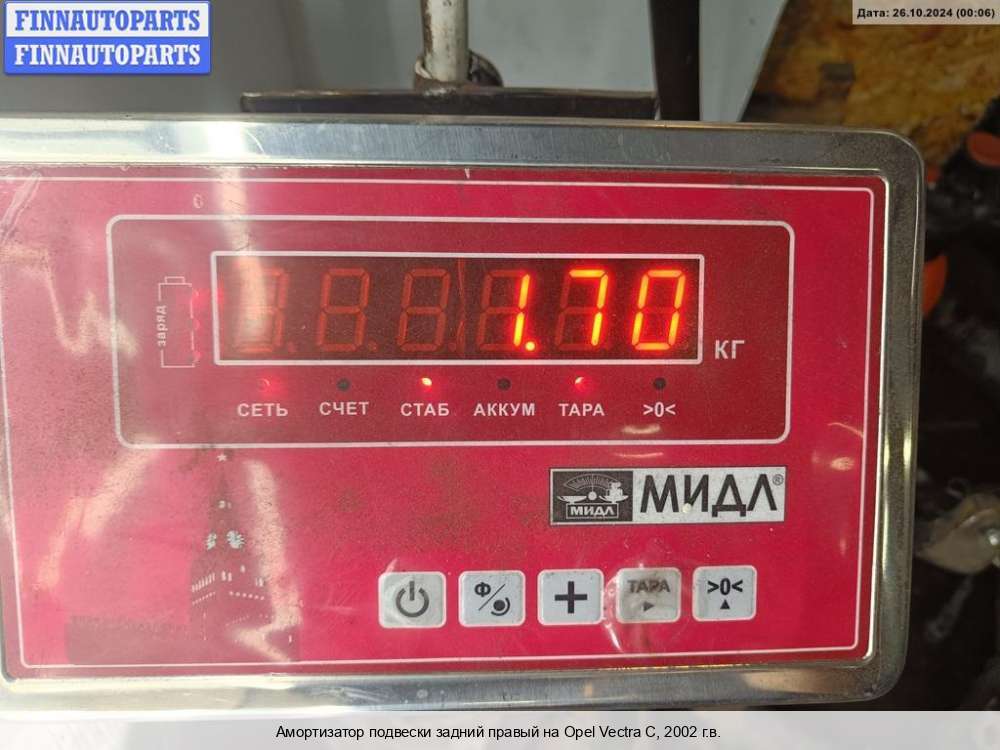 FINNAUTOPARTS
FINNAUTOPARTS
Дата: 26.10.2024 (00:06)
заряд
1.70
КГ
СЕТЬ СЧЕТ СТАБ АККУМ ТАРА >0<
МИДЛ
МИДЛ®
Ф
ТАРА
>0<
Амортизатор подвески задний правый на Opel Vectra C, 2002 г.в.